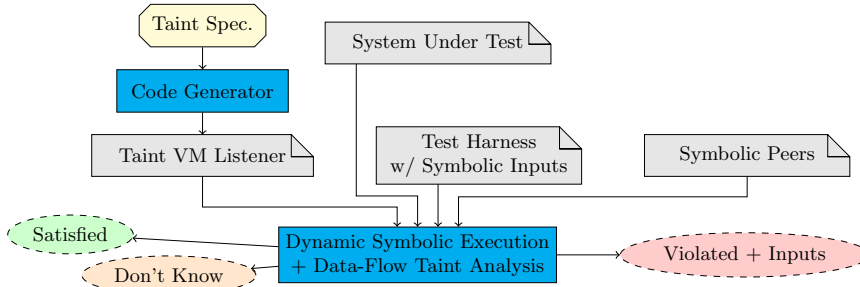 Taint Spec.
System Under Test
Code Generator
Taint VM Listener
Test Harness
w/ Symbolic Inputs
Symbolic Peers
Satisfied
Dynamic Symbolic Execution
+ Data-Flow Taint Analysis
Violated + Inputs
Don't Know